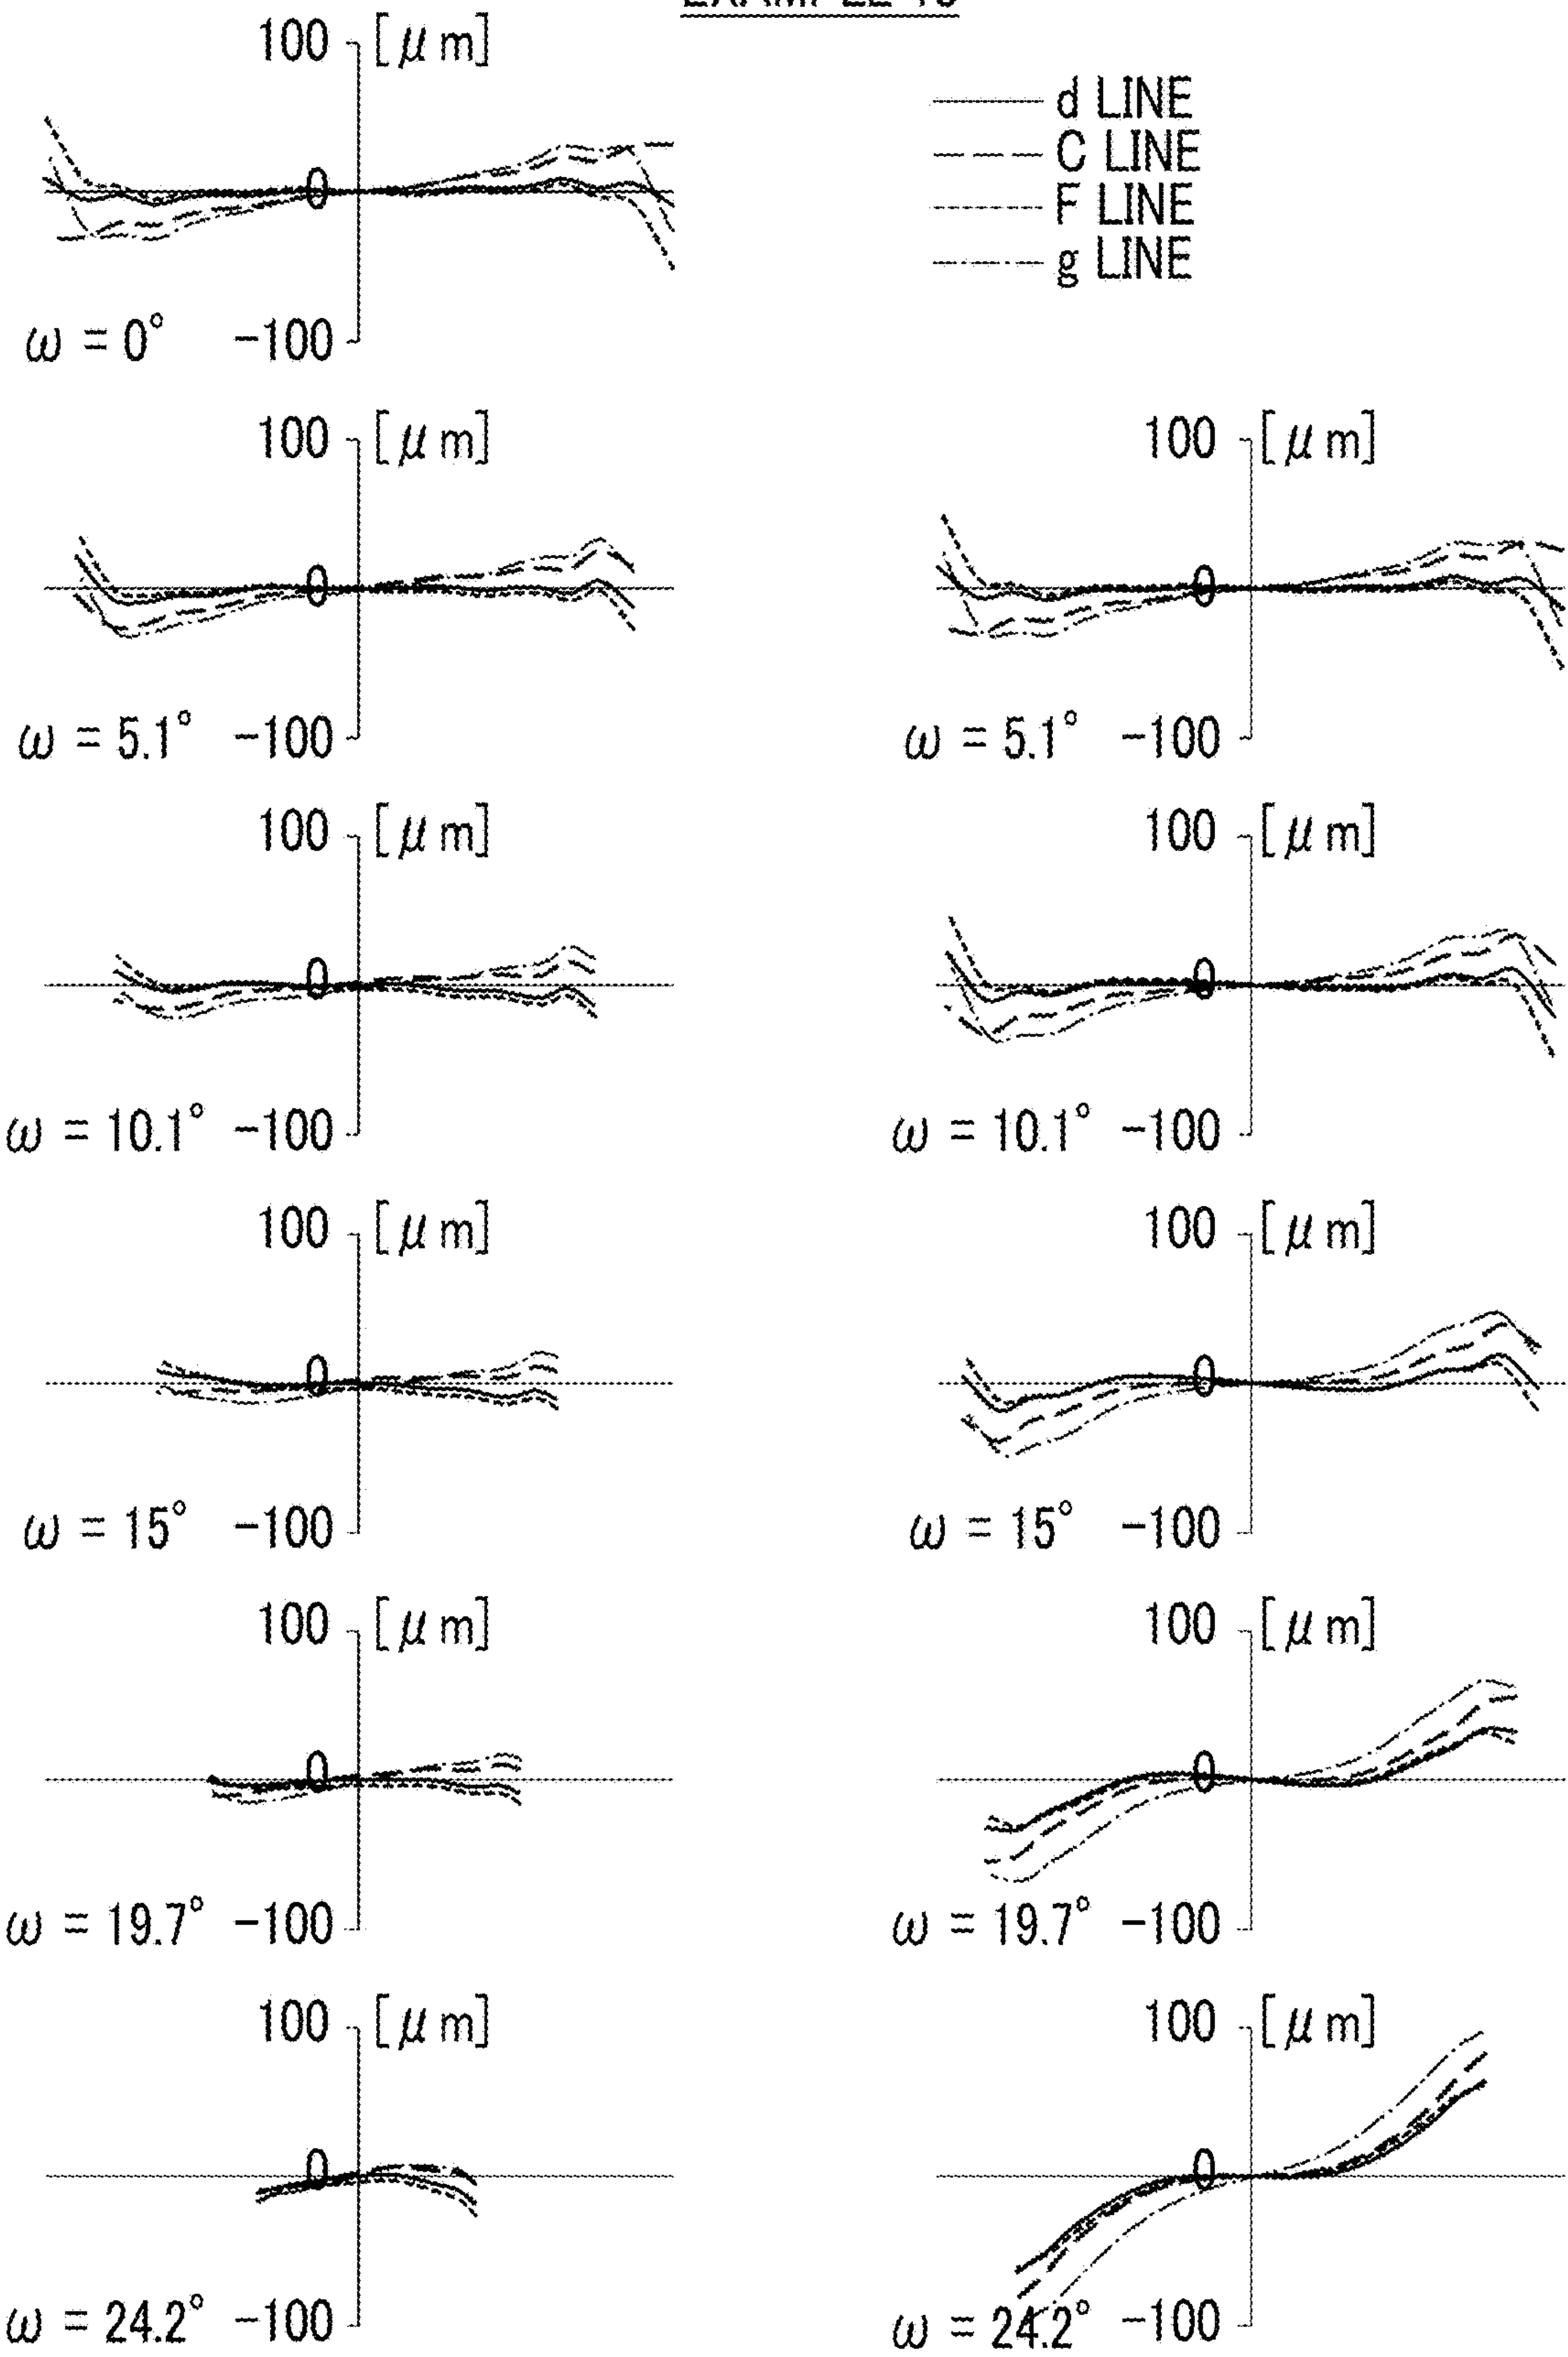 100 [μm]
d LINE
C LINE
F LINE
g LINE
0
ω = 0° -100
100 [μm] 100 [μm]
0 0
ω = 5.1° -100 ω = 5.1° -100
100 [μm] 100 [μm]
0 0
ω = 10.1° -100 ω = 10.1° -100
100 [μm] 100 [μm]
0 0
ω = 15° -100 ω = 15° -100
100 [μm] 100 [μm]
0 0
ω = 19.7° -100 ω = 19.7° -100
100 [μm] 100 [μm]
0 0
ω = 24.2° -100 ω = 24.2° -100